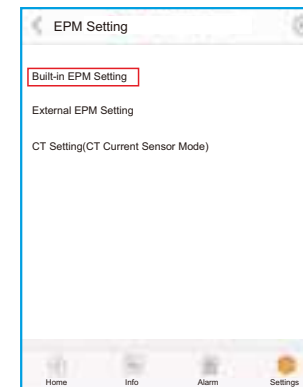 EPM Setting
Built-in EPM Setting
External EPM Setting
CT Setting(CT Current Sensor Mode)
Home Info Alarm Settings